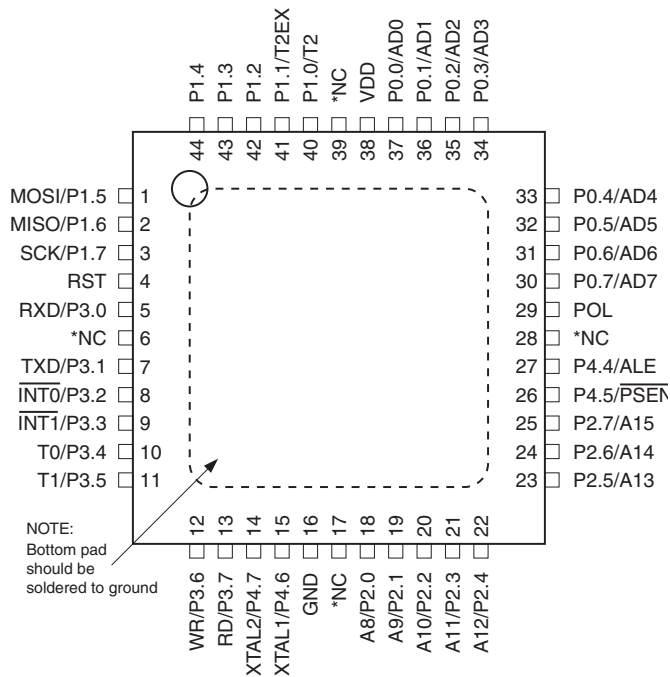 P1.4
P1.3
P1.2
P1.1/T2EX
P1.0/T2
*NC
VDD
P0.0/AD0
P0.1/AD1
P0.2/AD2
P0.3/AD3
44
43
42
41
40
39
38
37
36
35
34
MOSI/P1.5 1
MISO/P1.6 2
SCK/P1.7 3
RST 4
RXD/P3.0 5
*NC 6
TXD/P3.1 7
INT0/P3.2 8
INT1/P3.3 9
T0/P3.4 10
T1/P3.5 11
33 P0.4/AD4
32 P0.5/AD5
31 P0.6/AD6
30 P0.7/AD7
29 POL
28 *NC
27 P4.4/ALE
26 P4.5/PSEN
25 P2.7/A15
24 P2.6/A14
23 P2.5/A13
NOTE:
Bottom pad
should be
soldered to ground
12
13
14
15
16
17
18
19
20
21
22
WR/P3.6
RD/P3.7
XTAL2/P4.7
XTAL1/P4.6
GND
*NC
A8/P2.0
A9/P2.1
A10/P2.2
A11/P2.3
A12/P2.4